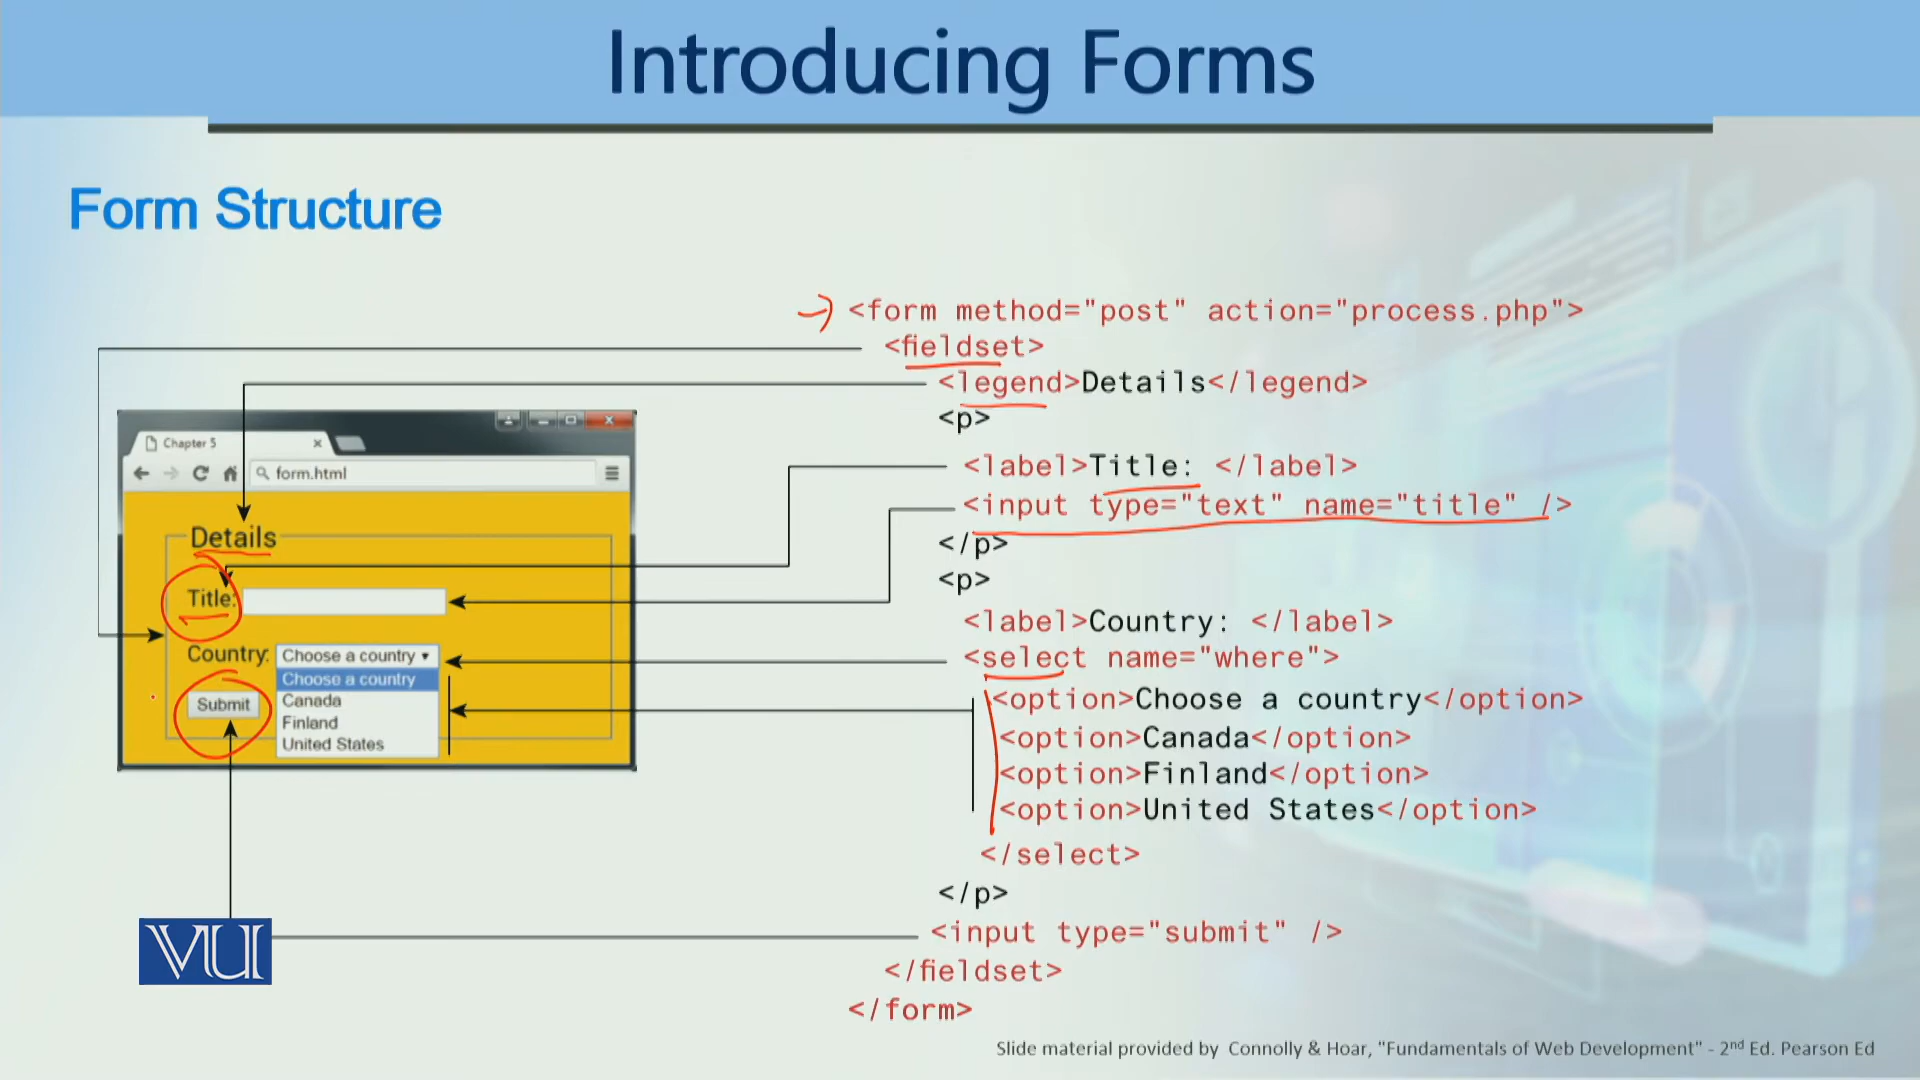 Introducing Forms
Form Structure
<form method="post" action="process.php">
<fieldset>
<legend>Details</legend>
<p>
<label>Title: </label>
<input type="text" name="title" />
</p>
<p>
<label>Country: </label>
<select name="where">
<option>Choose a country</option>
<option>Canada</option>
<option>Finland</option>
<option>United States</option>
</select>
</p>
<input type="submit" />
</fieldset>
</form>
Chapter 5
form.html
Details
Title:
Country: Choose a country
Choose a country
Canada
Finland
United States
Submit
VU
Slide material provided by Connolly & Hoar, "Fundamentals of Web Development" - 2nd Ed. Pearson Ed